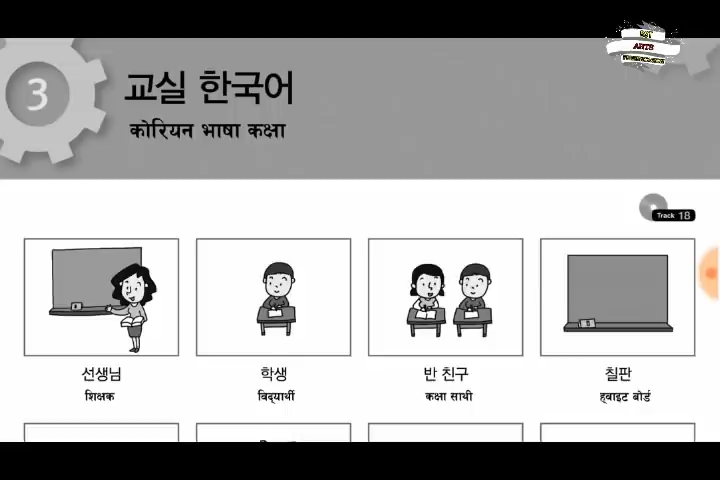 3
교실 한국어
कोरियन भाषा कक्षा
Track 18
선생님
학생
반 친구
칠판
शिक्षक
विद्यार्थी
कक्षा साथी
ह्वाइट बोर्ड
ARTS